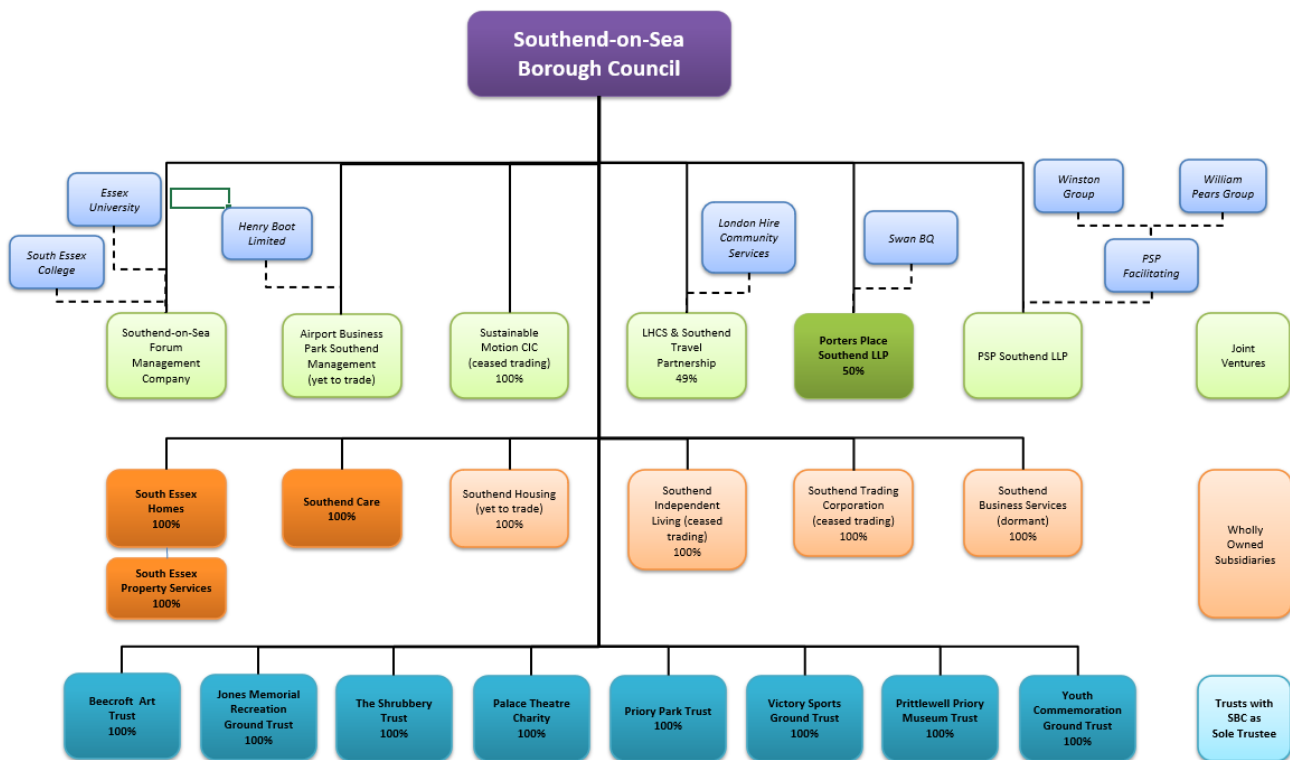 Southend-on-Sea
Borough Council
Essex
University
South Essex
College
Henry Boot
Limited
London Hire
Community
Services
Swan BQ
Winston
Group
William
Pears Group
PSP
Facilitating
Southend-on-Sea
Forum
Management
Company
Airport Business
Park Southend
Management
(yet to trade)
Sustainable
Motion CIC
(ceased trading)
100%
LHCS & Southend
Travel
Partnership
49%
Porters Place
Southend LLP
50%
PSP Southend LLP
Joint
Ventures
South Essex
Homes
100%
South Essex
Property Services
100%
Southend Care
100%
Southend Housing
(yet to trade)
100%
Southend
Independent
Living (ceased
trading)
100%
Southend Trading
Corporation
(ceased trading)
100%
Southend
Business Services
(dormant)
100%
Wholly
Owned
Subsidiaries
Beecroft Art
Trust
100%
Jones Memorial
Recreation
Ground Trust
100%
The Shrubbery
Trust
100%
Palace Theatre
Charity
100%
Priory Park Trust
100%
Victory Sports
Ground Trust
100%
Prittlewell Priory
Museum Trust
100%
Youth
Commemoration
Ground Trust
100%
Trusts with
SBC as
Sole Trustee